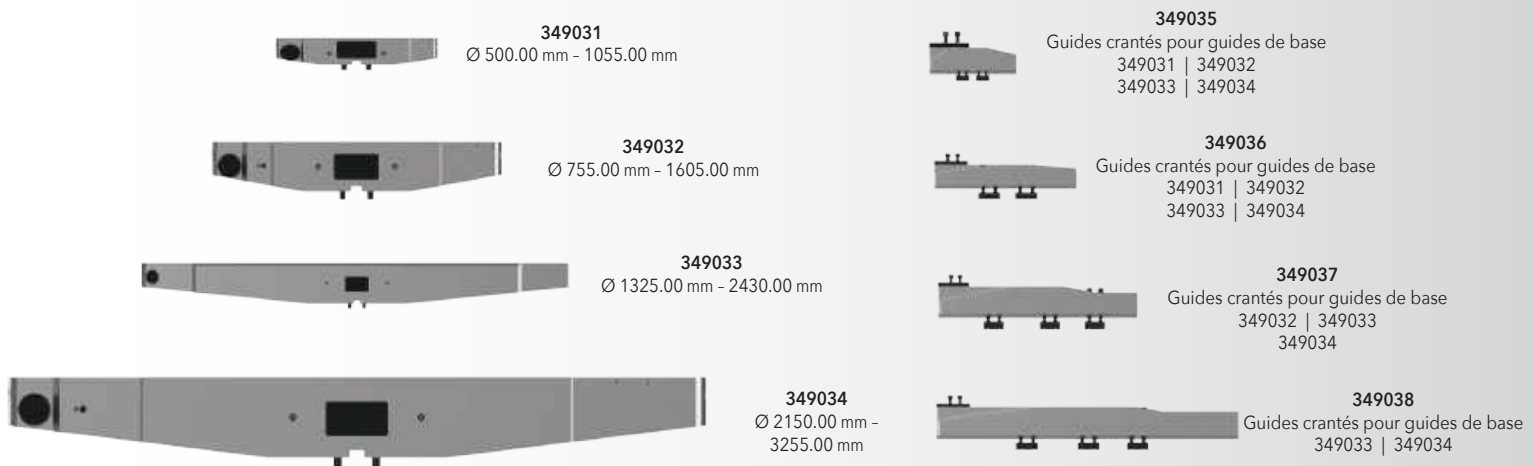 349031
Ø 500.00 mm – 1055.00 mm
349032
Ø 755.00 mm – 1605.00 mm
349033
Ø 1325.00 mm – 2430.00 mm
349034
Ø 2150.00 mm –
3255.00 mm
349035
Guides crantés pour guides de base
349031 | 349032
349033 | 349034
349036
Guides crantés pour guides de base
349031 | 349032
349033 | 349034
349037
Guides crantés pour guides de base
349032 | 349033
349034
349038
Guides crantés pour guides de base
349033 | 349034